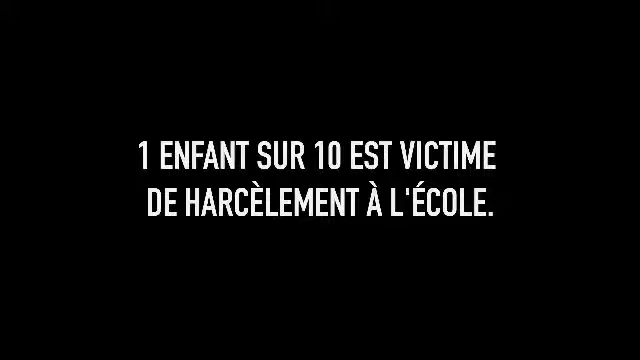 1 ENFANT SUR 10 EST VICTIME
DE HARCÈLEMENT À L'ÉCOLE.